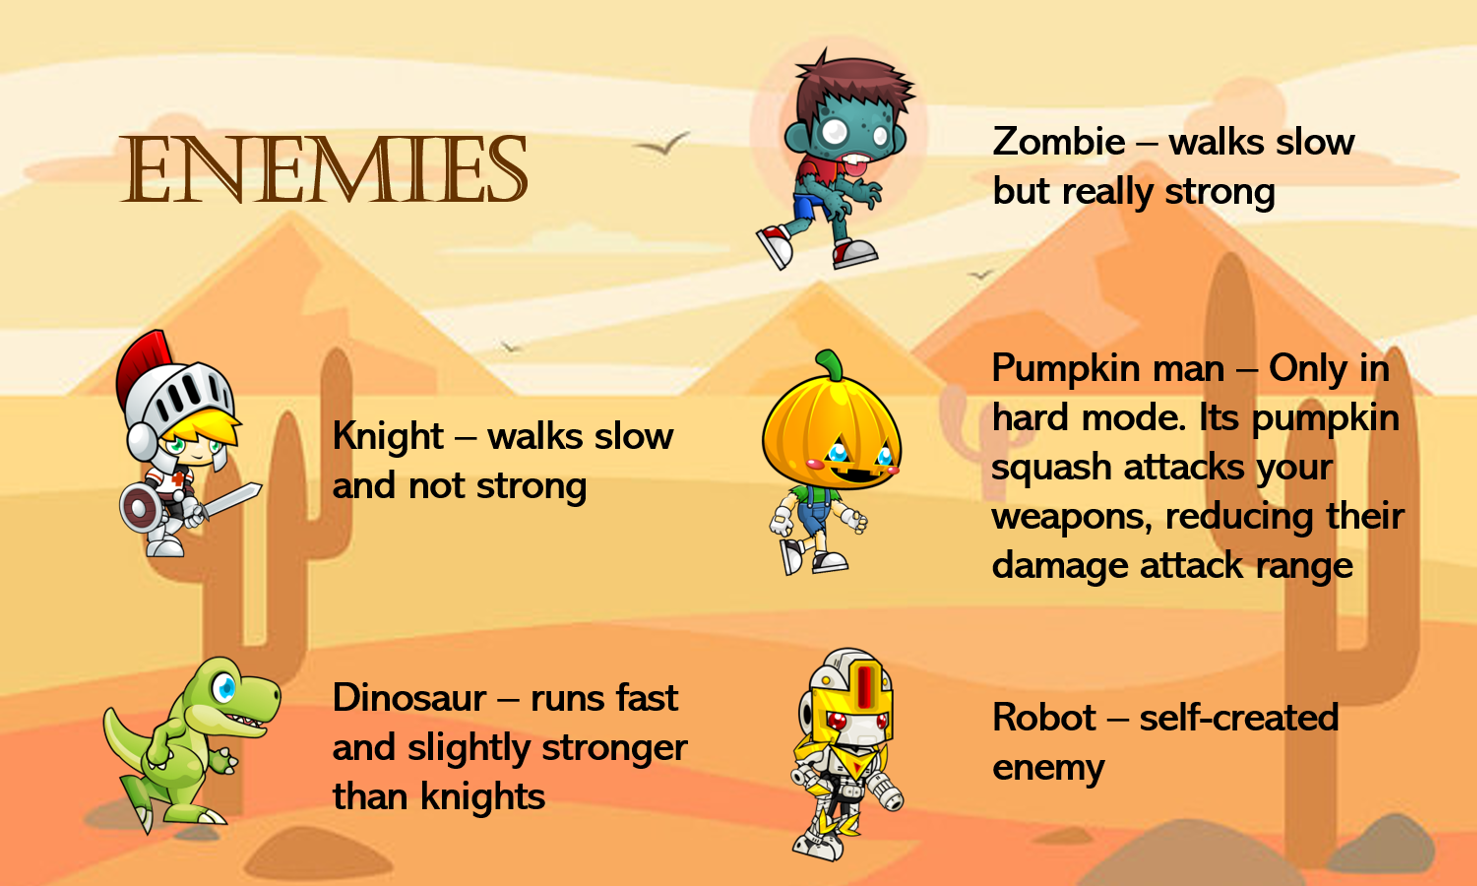 ENEMIES
Knight – walks slow
and not strong
Dinosaur – runs fast
and slightly stronger
than knights
Zombie – walks slow
but really strong
Pumpkin man – Only in
hard mode. Its pumpkin
squash attacks your
weapons, reducing their
damage attack range
Robot – self-created
enemy